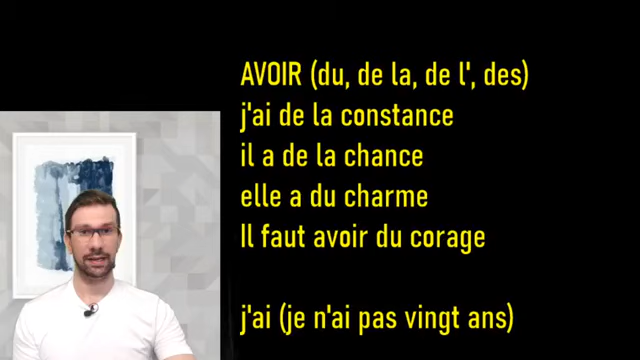 AVOIR (du, de la, de l', des)
j'ai de la constance
il a de la chance
elle a du charme
Il faut avoir du corage
j'ai (je n'ai pas vingt ans)